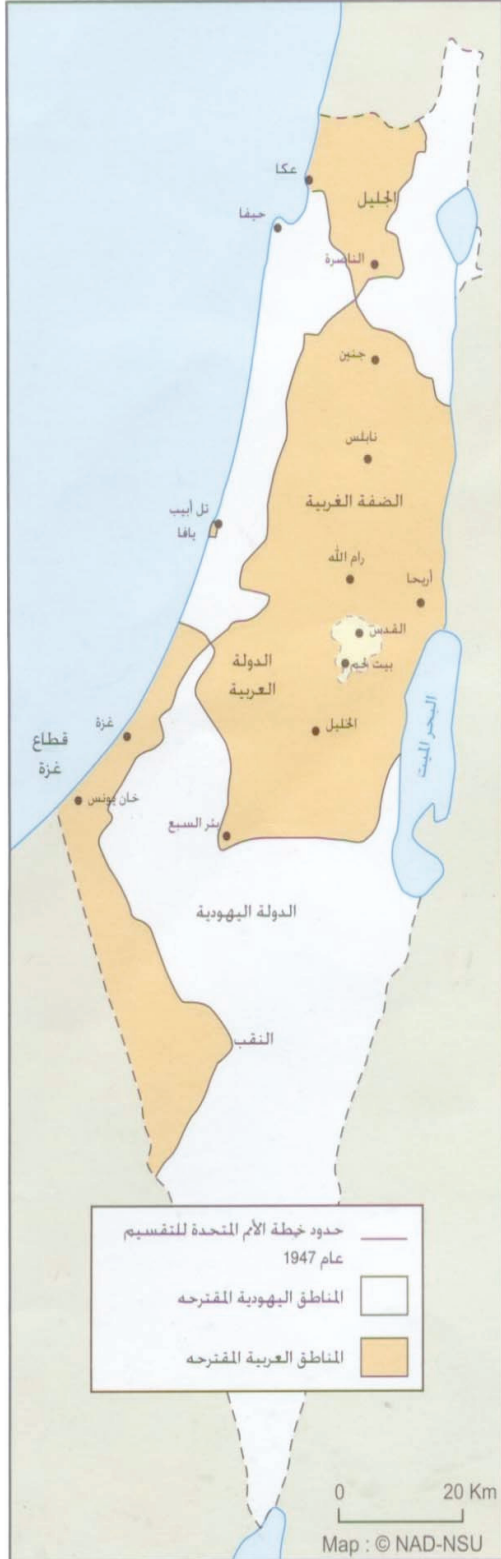 عكا
الجليل
حيفا
الناصرة
جنين
نابلس
الضفة الغربية
تل أبيب
يافا
رام الله
أريحا
القدس
الدولة
العربية
بيت لحم
البحر الميت
غزة
الخليل
قطاع
غزة
خان يونس
بئر السبع
الدولة اليهودية
النقب
حدود خطة الأمم المتحدة للتقسيم
عام 1947
المناطق اليهودية المقترحه
المناطق العربية المقترحه
0 20 Km
Map : © NAD-NSU